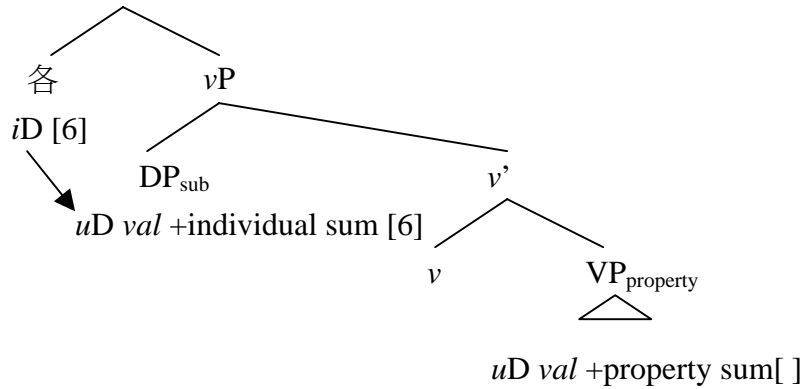 各 vP
iD [6]
DPsub v’
uD val +individual sum [6]
v VPproperty
uD val +property sum[ ]